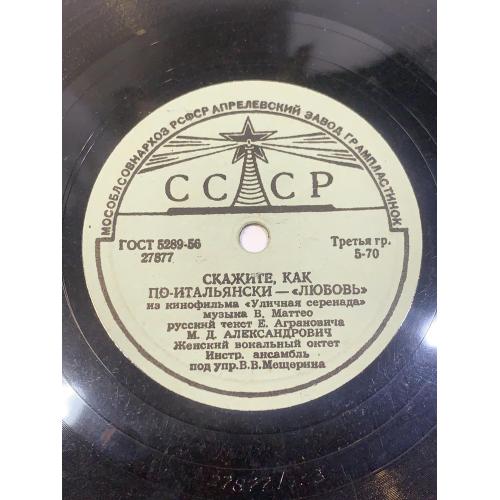 МОСОБЛСОВНАРХОЗ РСФСР АПРЕЛЕВСКИЙ ЗАВОД ГРАМПЛАСТИНОК
СССР
ГОСТ 5289-56
27877
Третья гр.
5-70
СКАЖИТЕ, КАК
ПО-ИТАЛЬЯНСКИ — «ЛЮБОВЬ»
из кинофильма «Уличная серенада»
музыка В. Маттео
русский текст Е. Аграновича
М. Д. АЛЕКСАНДРОВИЧ
Женский вокальный октет
Инстр. ансамбль
под упр. В. В. Мещерина